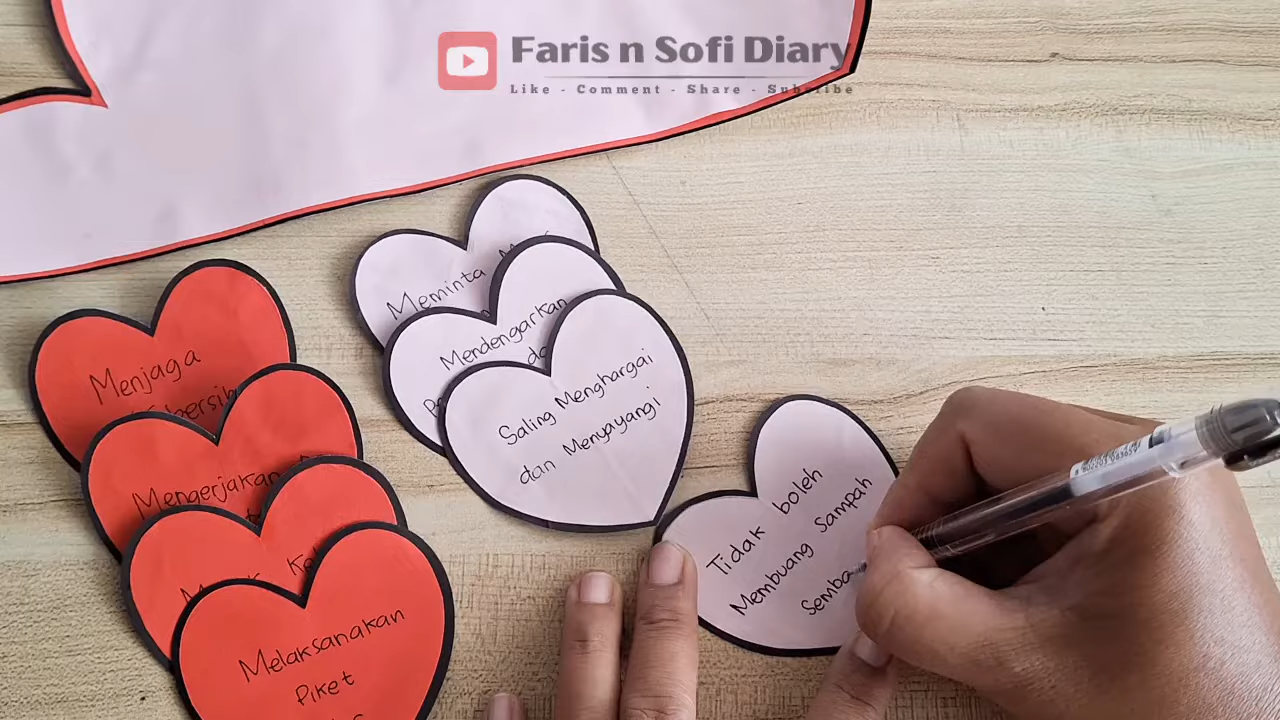 Faris n Sofi Diary
Like - Comment - Share - Subcribe
Meminta
Mendengarkan
Saling Menghargai
dan Menyayangi
Menjaga
Mengerjakan
Melaksanakan
Piket
Tidak boleh
Membuang Sampah
Semba